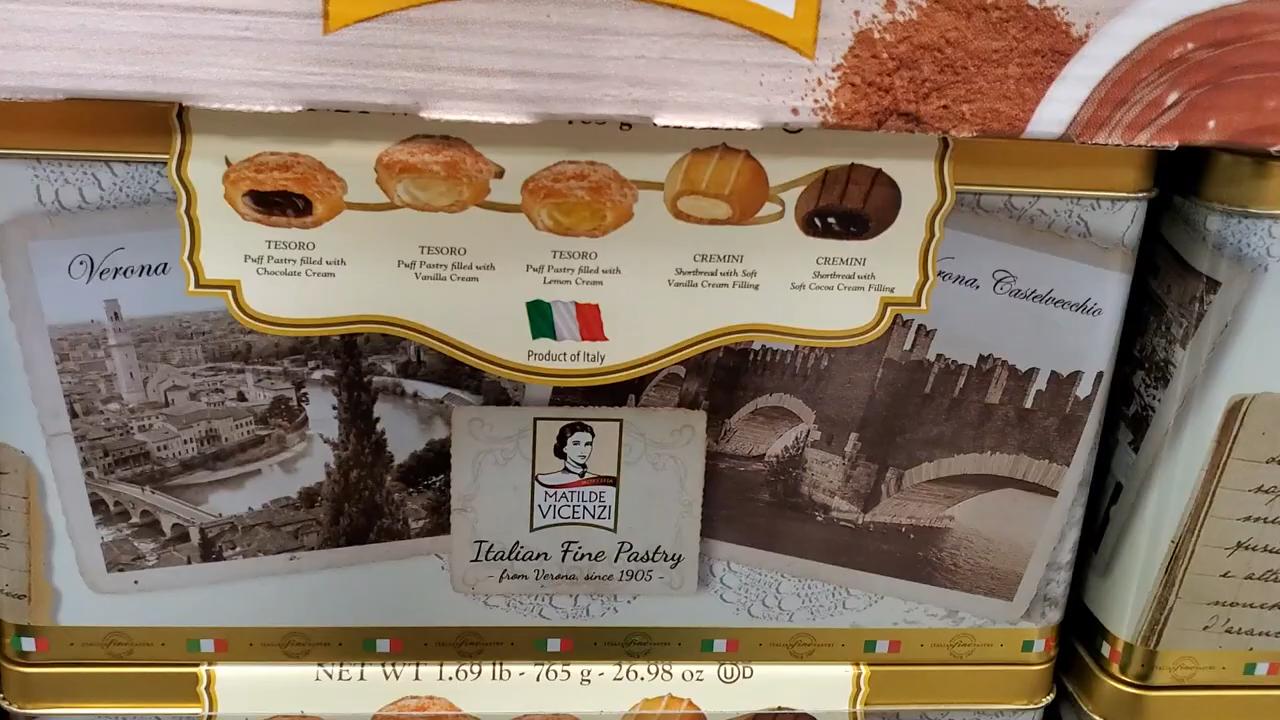 TESORO
Puff Pastry filled with
Chocolate Cream
TESORO
Puff Pastry filled with
Vanilla Cream
TESORO
Puff Pastry filled with
Lemon Cream
CREMINI
Shortbread with Soft
Vanilla Cream Filling
CREMINI
Shortbread with
Soft Cocoa Cream Filling
Product of Italy
Verona
rona, Castelvecchio
MATILDE
VICENZI
Italian Fine Pastry
- from Verona, since 1905 -
NET WT 1.69 lb - 765 g - 26.98 oz UD